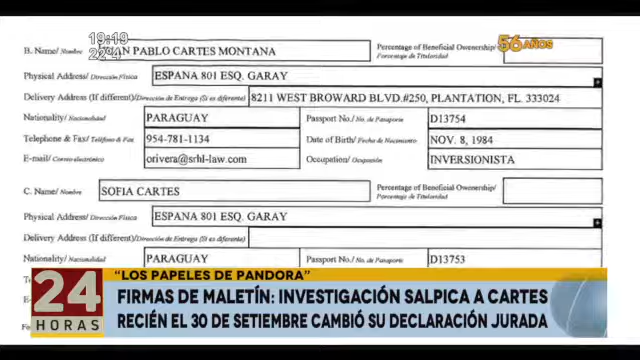 19:19
22°4
56 AÑOS
B. Name/ Nombre PABLO CARTES MONTANA Percentage of Beneficial Ownership/
Porcentaje de Titularidad
Physical Address/ Dirección Física ESPANA 801 ESQ. GARAY
Delivery Address (If different)/Dirección de Entrega (Si es diferente) 8211 WEST BROWARD BLVD.#250, PLANTATION, FL. 333024
Nationality/ Nacionalidad PARAGUAY Passport No./ No. de Pasaporte D13754
Telephone & Fax/ Teléfono & Fax 954-781-1134 Date of Birth/ Fecha de Nacimiento NOV. 8, 1984
E-mail/ Correo electrónico orivera@srhl-law.com Occupation/ Ocupación INVERSIONISTA
C. Name/ Nombre SOFIA CARTES Percentage of Beneficial Ownership/
Porcentaje de Titularidad
Physical Address/ Dirección Física ESPANA 801 ESQ. GARAY
Delivery Address (If different)/Dirección de Entrega (Si es diferente)
Nationality/ Nacionalidad PARAGUAY Passport No./ No. de Pasaporte D13753
"LOS PAPELES DE PANDORA"
24
HORAS
FIRMAS DE MALETÍN: INVESTIGACIÓN SALPICA A CARTES
RECIÉN EL 30 DE SETIEMBRE CAMBIÓ SU DECLARACIÓN JURADA